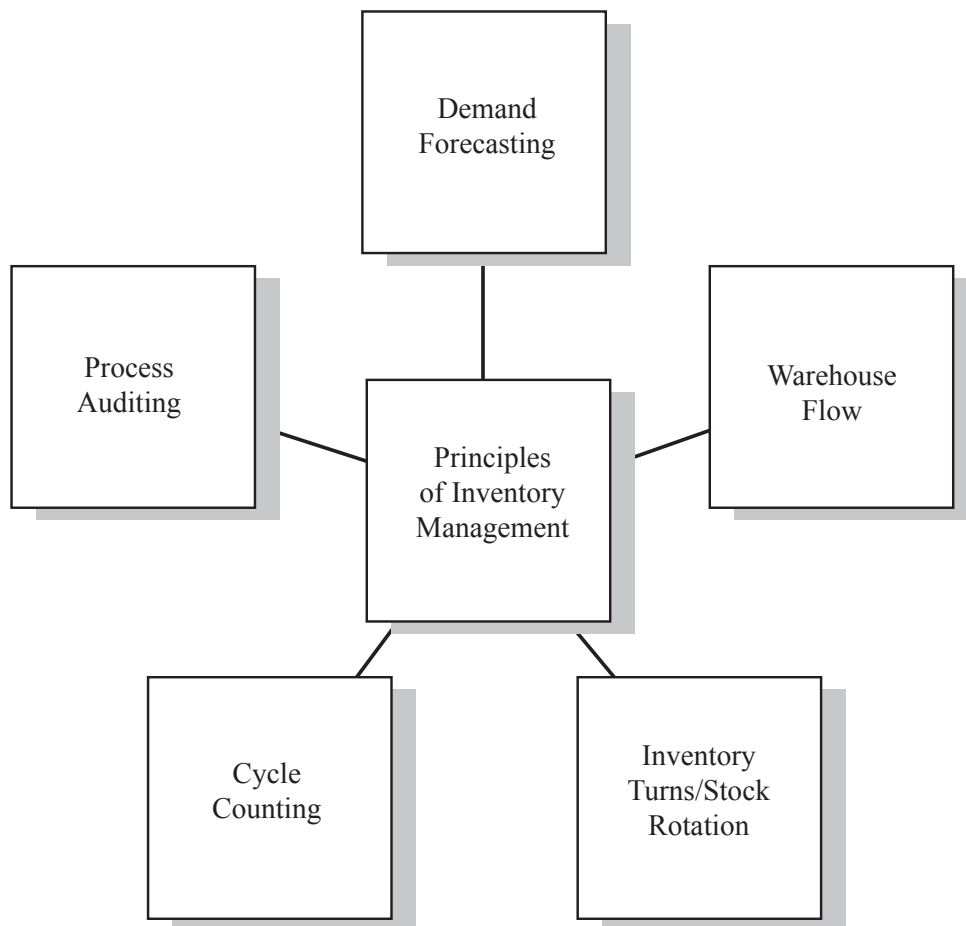 Demand
Forecasting
Process
Auditing
Warehouse
Flow
Principles
of Inventory
Management
Cycle
Counting
Inventory
Turns/Stock
Rotation